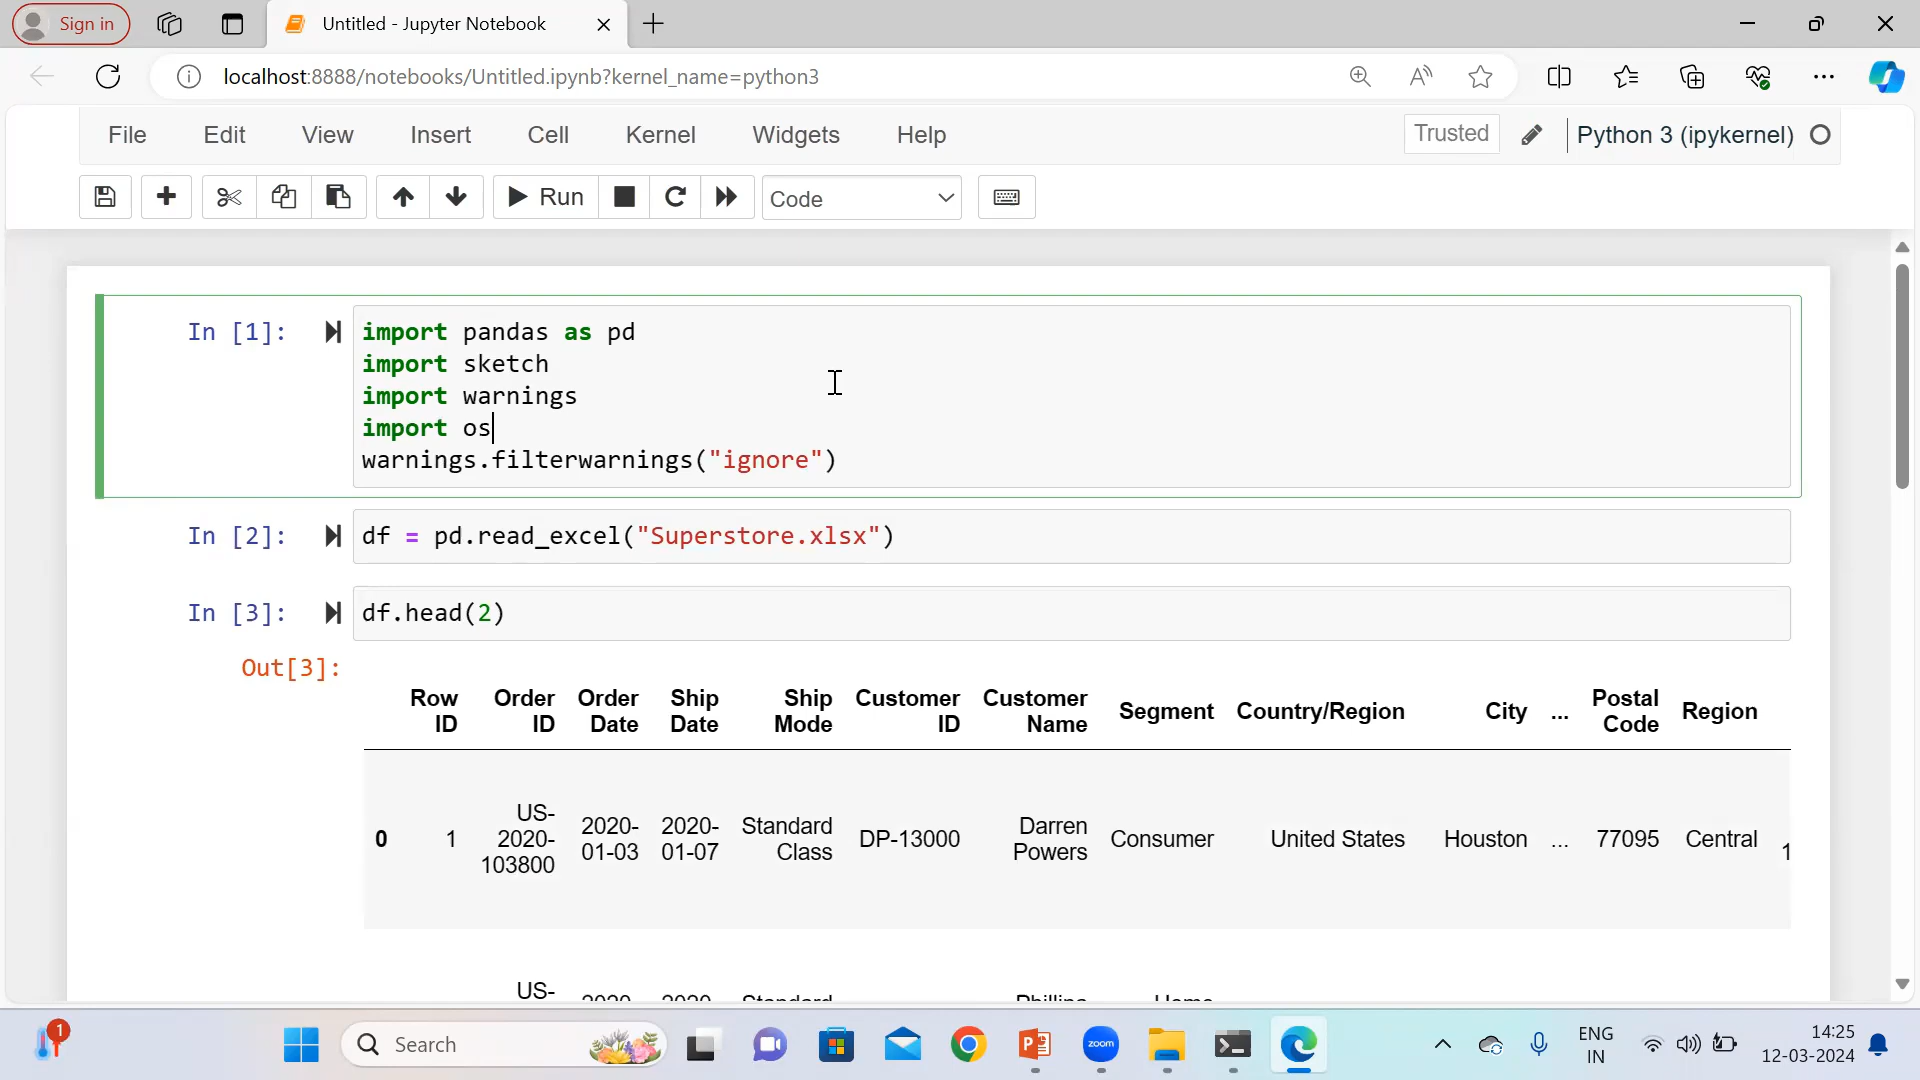 Sign in
Untitled - Jupyter Notebook
localhost:8888/notebooks/Untitled.ipynb?kernel_name=python3
File Edit View Insert Cell Kernel Widgets Help Trusted Python 3 (ipykernel)
Run Code
In [1]: import pandas as pd
import sketch
import warnings
import os
warnings.filterwarnings("ignore")
In [2]: df = pd.read_excel("Superstore.xlsx")
In [3]: df.head(2)
Out[3]:
Row Order Order Ship Ship Customer Customer Postal
Segment Country/Region City ... Region
ID ID Date Date Mode ID Name Code
US-
2020- 2020- Standard Darren
0 1 2020- DP-13000 Consumer United States Houston ... 77095 Central
01-03 01-07 Class Powers
103800
US-
1
Search
zoom
ENG
IN
14:25
12-03-2024